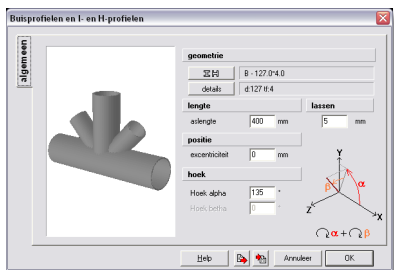 Buisprofielen en I- en H-profielen
algemeen
geometrie
B - 127.0*4.0
details d:127 tf:4
lengte lassen
aslengte 400 mm 5 mm
positie
excentriciteit 0 mm
hoek
Hoek alpha 135 °
Hoek betha 0 °
Y
β α
Z X
α + β
Help Annuleer OK